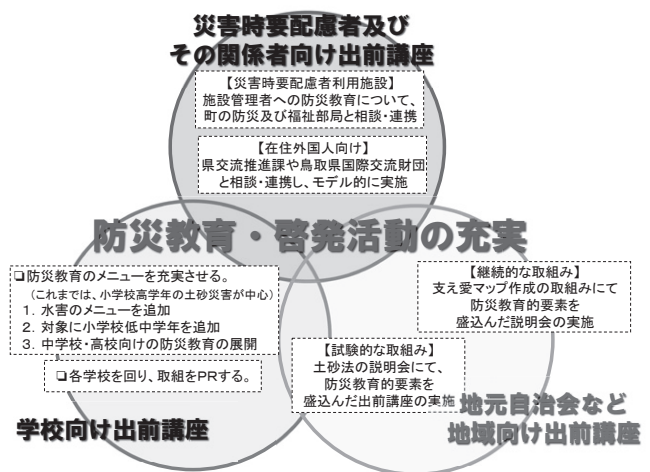 災害時要配慮者及び
その関係者向け出前講座
【災害時要配慮者利用施設】
施設管理者への防災教育について、
町の防災及び福祉部局と相談・連携
【在住外国人向け】
県交流推進課や鳥取県国際交流財団
と相談・連携し、モデル的に実施
防災教育・啓発活動の充実
❏防災教育のメニューを充実させる。
（これまでは、小学校高学年の土砂災害が中心）
1. 水害のメニューを追加
2. 対象に小学校低中学年を追加
3. 中学校・高校向けの防災教育の展開
❏各学校を回り、取組をPRする。
学校向け出前講座
【継続的な取組み】
支え愛マップ作成の取組みにて
防災教育的要素を
盛込んだ説明会の実施
【試験的な取組み】
土砂法の説明会にて、
防災教育的要素を
盛込んだ出前講座の実施
地元自治会など
地域向け出前講座